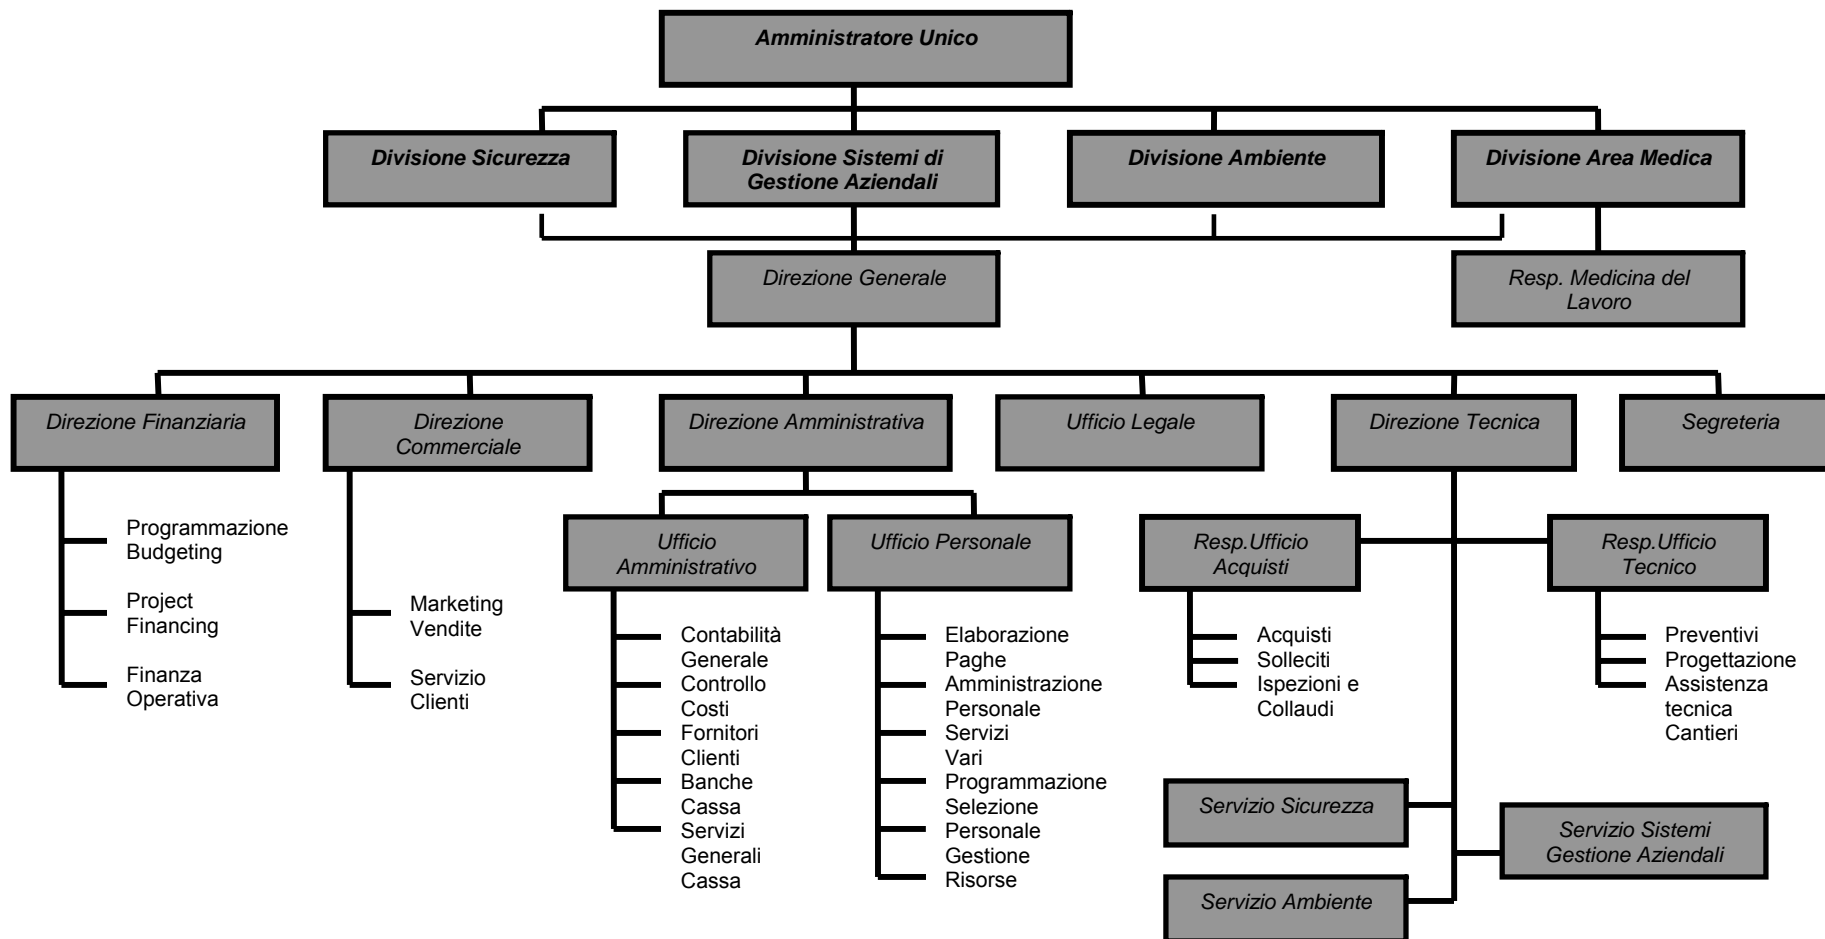 Amministratore Unico
Divisione Sicurezza
Divisione Sistemi di
Gestione Aziendali
Divisione Ambiente
Divisione Area Medica
Direzione Generale
Resp. Medicina del
Lavoro
Direzione Finanziaria
Direzione
Commerciale
Direzione Amministrativa
Ufficio Legale
Direzione Tecnica
Segreteria
Programmazione
Budgeting
Project
Financing
Finanza
Operativa
Marketing
Vendite
Servizio
Clienti
Ufficio
Amministrativo
Contabilità
Generale
Controllo
Costi
Fornitori
Clienti
Banche
Cassa
Servizi
Generali
Cassa
Ufficio Personale
Elaborazione
Paghe
Amministrazione
Personale
Servizi
Vari
Programmazione
Selezione
Personale
Gestione
Risorse
Resp.Ufficio
Acquisti
Acquisti
Solleciti
Ispezioni e
Collaudi
Resp.Ufficio
Tecnico
Preventivi
Progettazione
Assistenza
tecnica
Cantieri
Servizio Sicurezza
Servizio Sistemi
Gestione Aziendali
Servizio Ambiente